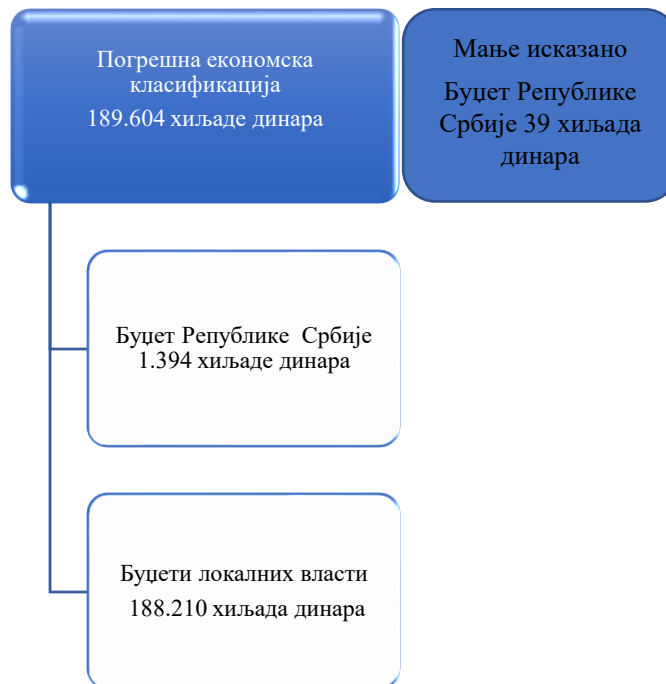 Погрешна економска
класификација
189.604 хиљаде динара
Мање исказано
Буџет Републике
Србије 39 хиљада
динара
Буџет Републике Србије
1.394 хиљаде динара
Буџети локалних власти
188.210 хиљада динара